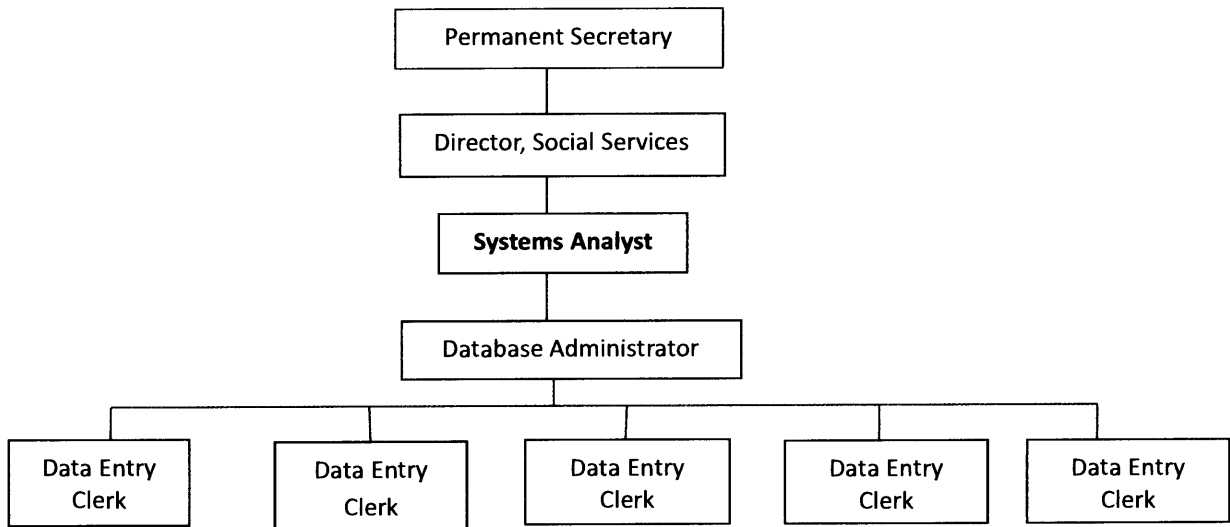 Permanent Secretary
Director, Social Services
Systems Analyst
Database Administrator
Data Entry
Clerk
Data Entry
Clerk
Data Entry
Clerk
Data Entry
Clerk
Data Entry
Clerk